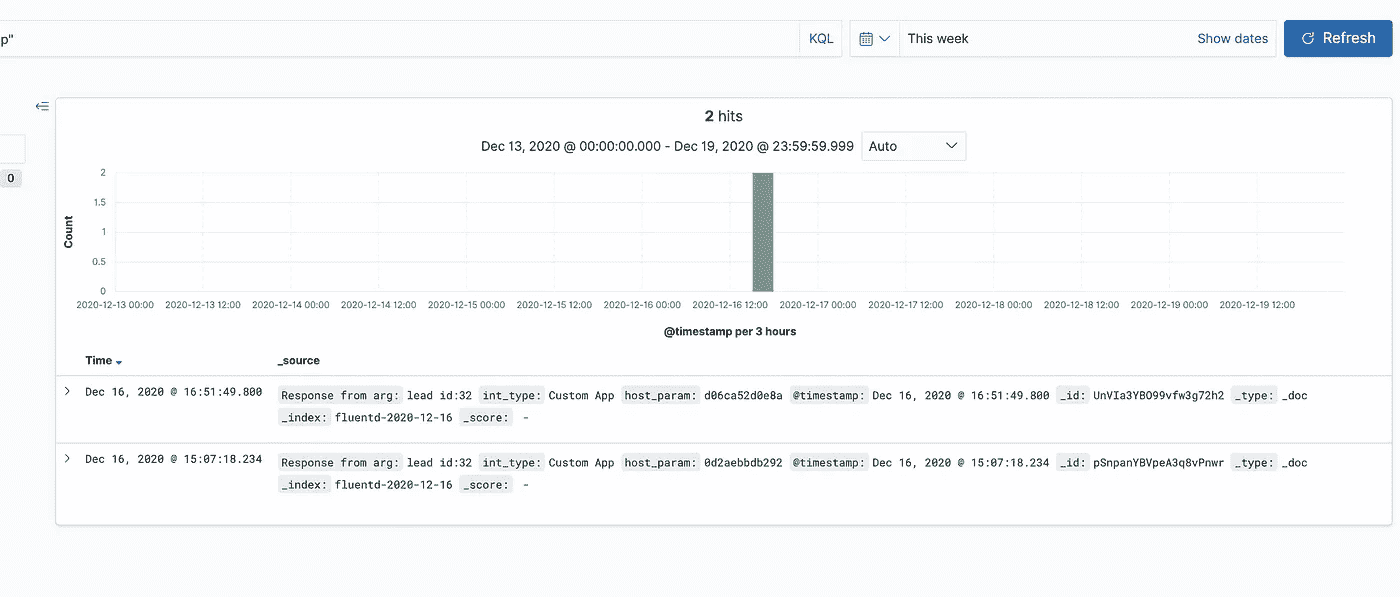 p"
KQL
This week
Show dates
Refresh
2 hits
Dec 13, 2020 @ 00:00:00.000 - Dec 19, 2020 @ 23:59:59.999
Auto
0
Count
2
1.5
1
0.5
0
2020-12-13 00:00 2020-12-13 12:00 2020-12-14 00:00 2020-12-14 12:00 2020-12-15 00:00 2020-12-15 12:00 2020-12-16 00:00 2020-12-16 12:00 2020-12-17 00:00 2020-12-17 12:00 2020-12-18 00:00 2020-12-18 12:00 2020-12-19 00:00 2020-12-19 12:00
@timestamp per 3 hours
Time _source
Dec 16, 2020 @ 16:51:49.800 Response from arg: lead id:32 int_type: Custom App host_param: d06ca52d0e8a @timestamp: Dec 16, 2020 @ 16:51:49.800 _id: UnVIa3YBO99vfw3g72h2 _type: _doc
_index: fluentd-2020-12-16 _score: -
Dec 16, 2020 @ 15:07:18.234 Response from arg: lead id:32 int_type: Custom App host_param: 0d2aebbdb292 @timestamp: Dec 16, 2020 @ 15:07:18.234 _id: pSnpanYBVpeA3q8vPnwr _type: _doc
_index: fluentd-2020-12-16 _score: -